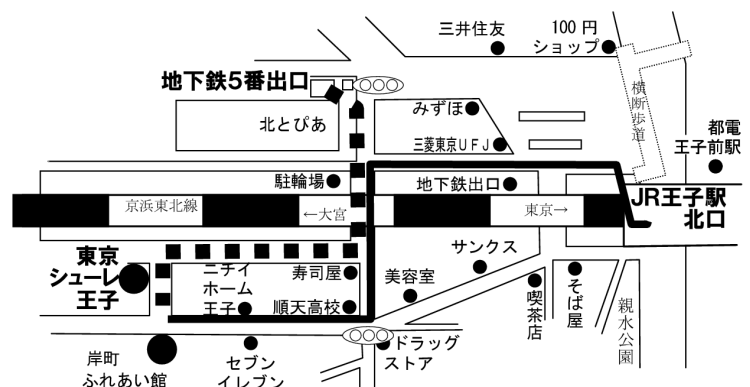 三井住友
100 円
ショップ
地下鉄5番出口
みずほ
横断歩道
北とぴあ
三菱東京UFJ
都電
王子前駅
駐輪場
地下鉄出口
JR王子駅
北口
京浜東北線
←大宮
東京→
東京
シューレ
王子
ニチイ
ホーム
王子
寿司屋
順天高校
美容室
サンクス
喫茶店
そば屋
親水公園
岸町
ふれあい館
セブン
イレブン
ドラッグ
ストア